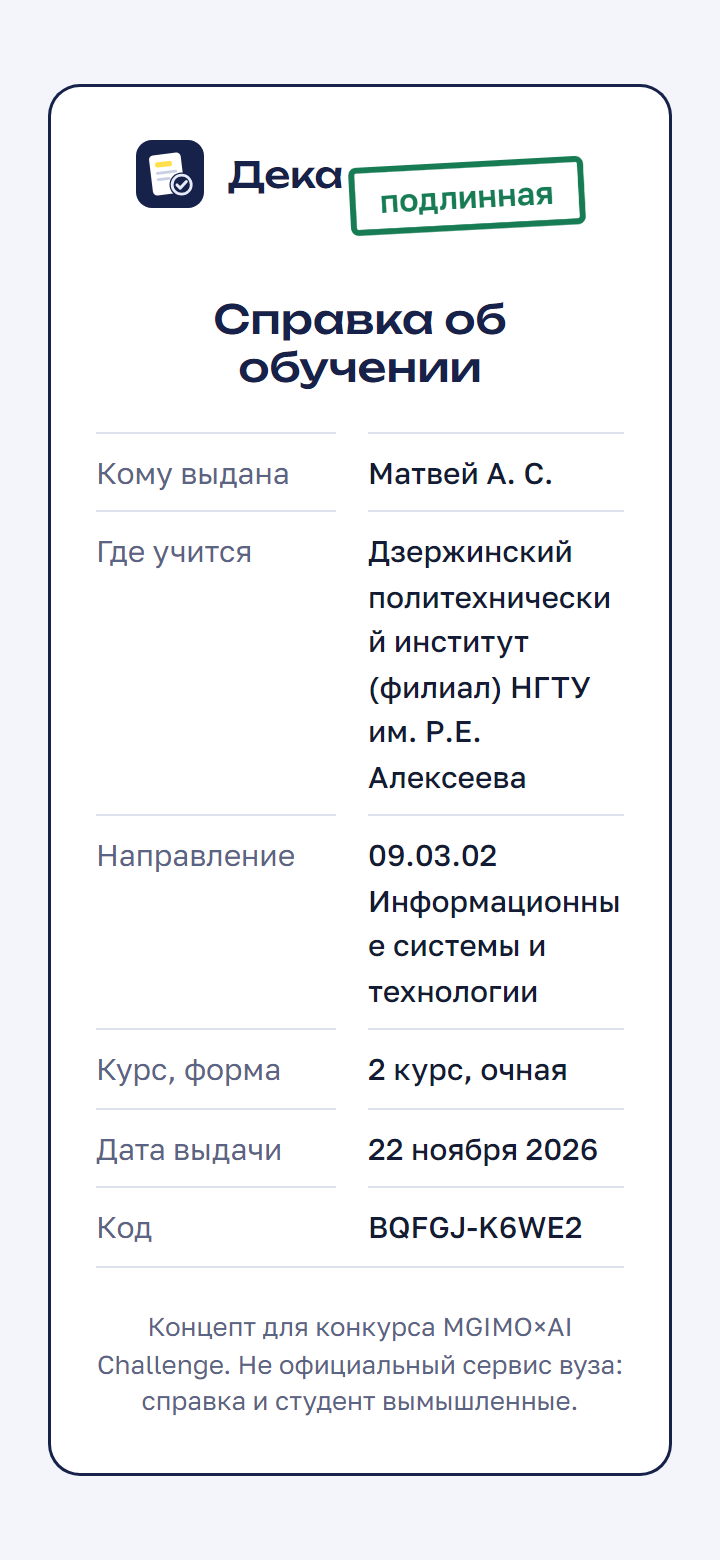 Дека
подлинная
Справка об
обучении
Кому выдана Матвей А. С.
Где учится Дзержинский
политехнически
й институт
(филиал) НГТУ
им. Р.Е.
Алексеева
Направление 09.03.02
Информационны
е системы и
технологии
Курс, форма 2 курс, очная
Дата выдачи 22 ноября 2026
Код BQFGJ-K6WE2
Концепт для конкурса MGIMO×AI
Challenge. Не официальный сервис вуза:
справка и студент вымышленные.